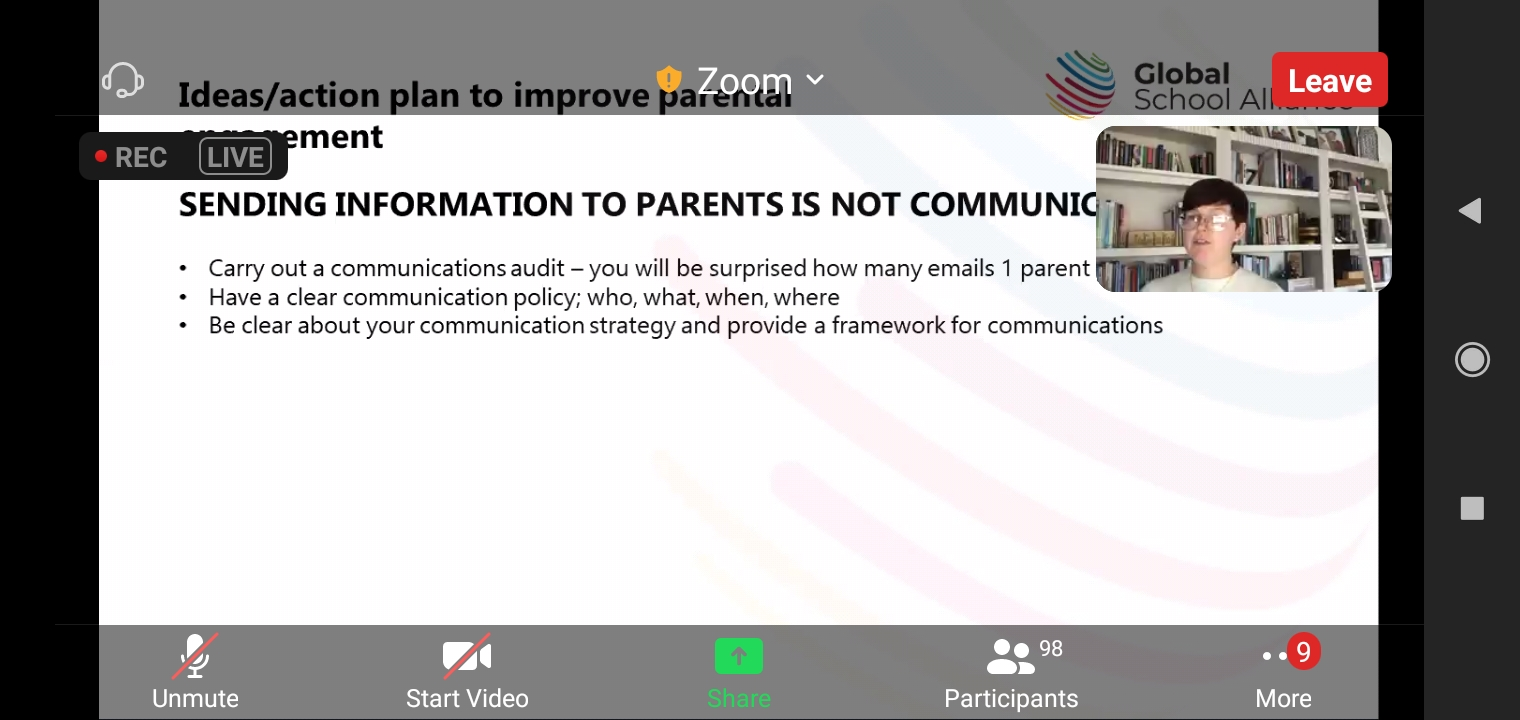 Zoom
Leave
Ideas/action plan to improve parental
engagement
Global
School Alliance
REC LIVE
SENDING INFORMATION TO PARENTS IS NOT
• Carry out a communications audit – you will be surprised how many emails 1 parent
• Have a clear communication policy; who, what, when, where
• Be clear about your communication strategy and provide a framework for communications
98
9
Unmute
Start Video
Share
Participants
More